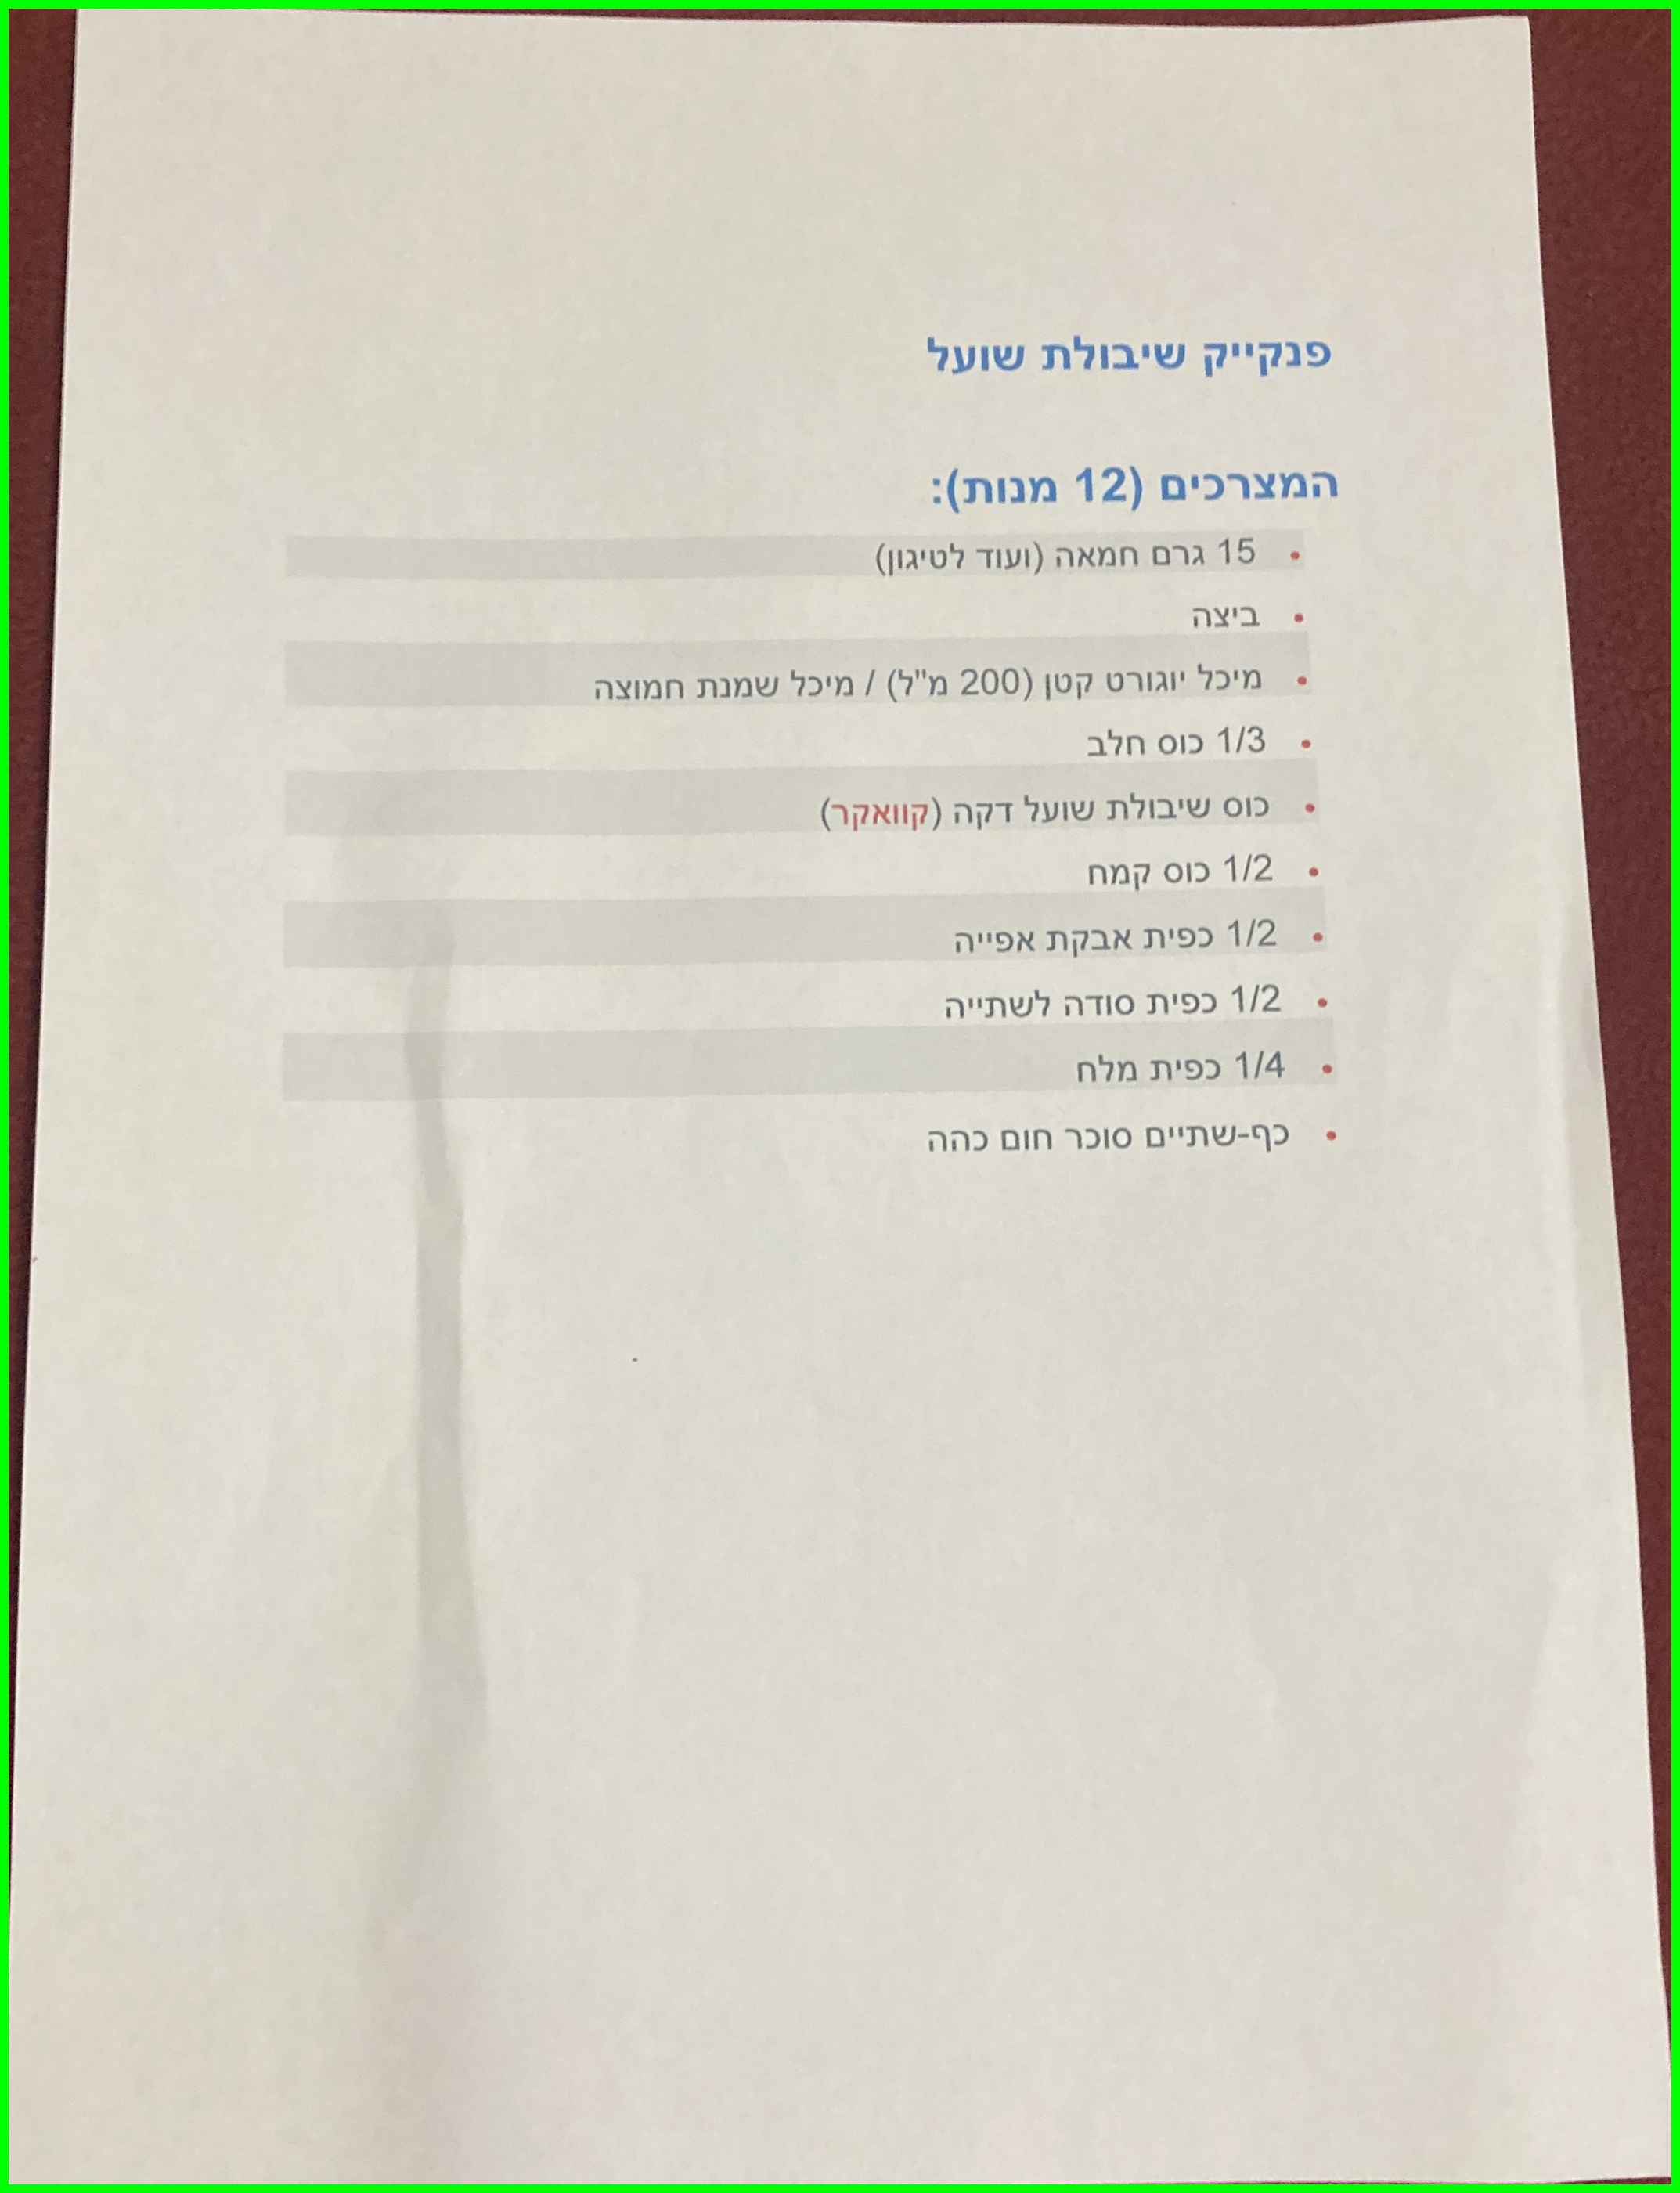 פנקייק שיבולת שועל
המצרכים (12 מנות):
• 15 גרם חמאה (ועוד לטיגון)
• ביצה
• מיכל יוגורט קטן (200 מ"ל) / מיכל שמנת חמוצה
• 1/3 כוס חלב
• כוס שיבולת שועל דקה (קוואקר)
• 1/2 כוס קמח
• 1/2 כפית אבקת אפייה
• 1/2 כפית סודה לשתייה
• 1/4 כפית מלח
• כף-שתיים סוכר חום כהה